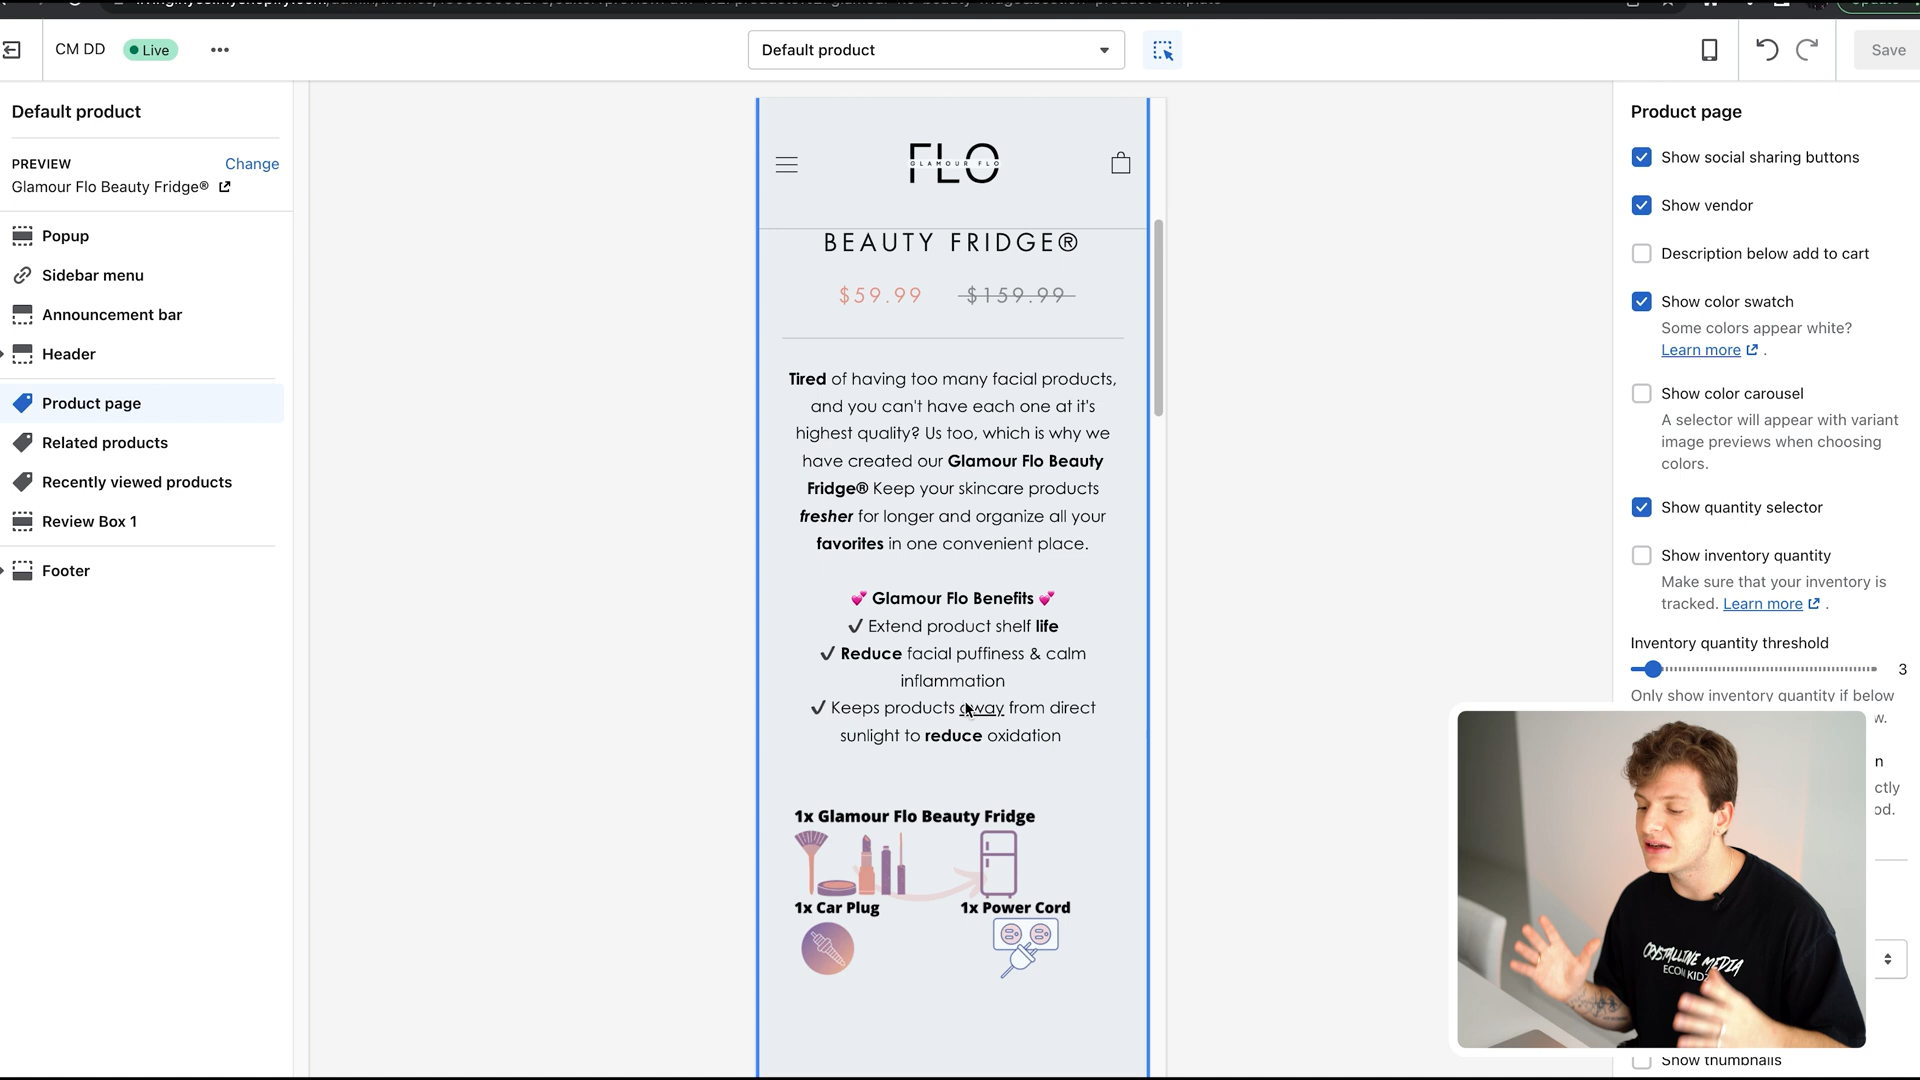 CM DD
Live
Default product
Save
Default product
PREVIEW
Change
Glamour Flo Beauty Fridge®
Popup
Sidebar menu
Announcement bar
Header
Product page
Related products
Recently viewed products
Review Box 1
Footer
FLO
GLAMOUR FLO
BEAUTY FRIDGE®
$59.99 $159.99
Tired of having too many facial products,
and you can't have each one at it's
highest quality? Us too, which is why we
have created our Glamour Flo Beauty
Fridge® Keep your skincare products
fresher for longer and organize all your
favorites in one convenient place.
💕 Glamour Flo Benefits 💕
✓ Extend product shelf life
✓ Reduce facial puffiness & calm
inflammation
✓ Keeps products away from direct
sunlight to reduce oxidation
1x Glamour Flo Beauty Fridge
1x Car Plug
1x Power Cord
Product page
Show social sharing buttons
Show vendor
Description below add to cart
Show color swatch
Some colors appear white?
Learn more .
Show color carousel
A selector will appear with variant
image previews when choosing
colors.
Show quantity selector
Show inventory quantity
Make sure that your inventory is
tracked. Learn more .
Inventory quantity threshold
3
Only show inventory quantity if below
Show thumbnails
CRYSTALLINE MEDIA
ECOM KIDZ